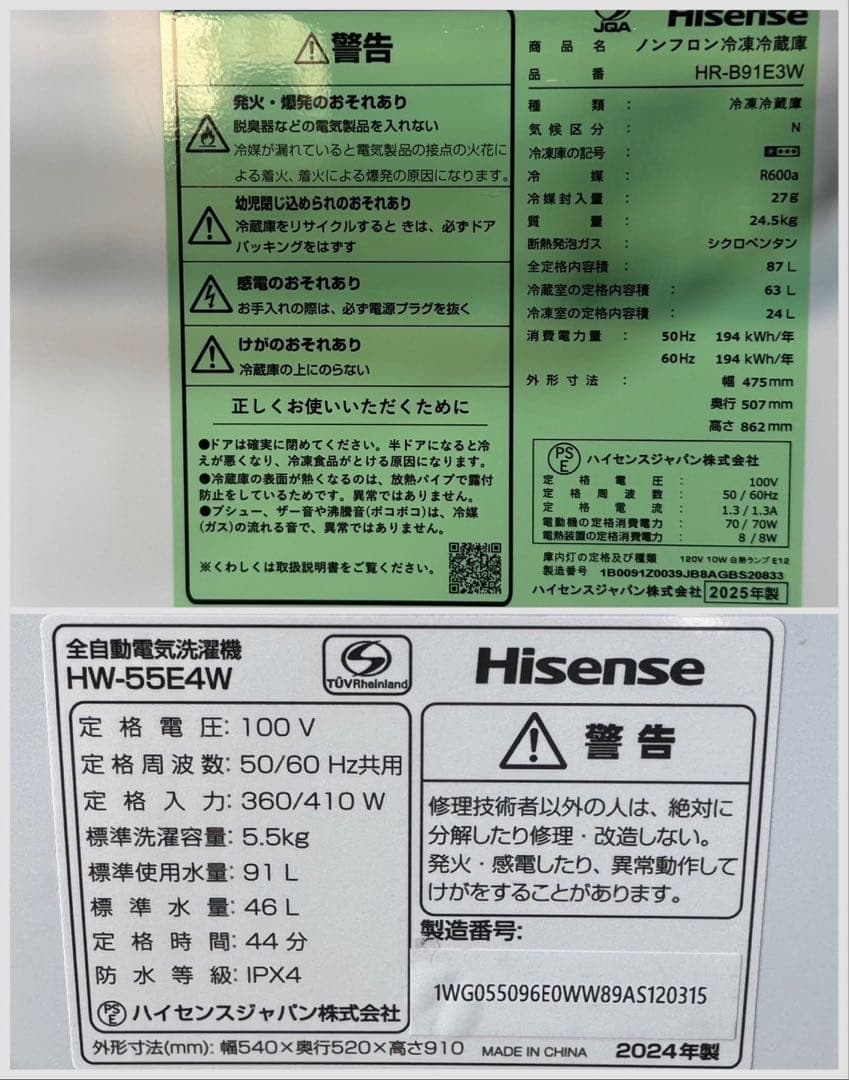 警告
発火・爆発のおそれあり
脱臭器などの電気製品を入れない
冷媒が漏れていると電気製品の接点の火花に
よる着火、着火による爆発の原因になります。
幼児閉じ込められのおそれあり
冷蔵庫をリサイクルすると きは、必ずドア
パッキングをはずす
感電のおそれあり
お手入れの際は、必ず電源プラグを抜く
けがのおそれあり
冷蔵庫の上にのらない
正しくお使いいただくために
●ドアは確実に閉めてください。半ドアになると冷
えが悪くなり、冷凍食品がとける原因になります。
●冷蔵庫の表面が熱くなるのは、放熱パイプで露付
防止をしているためです。異常ではありません。
●ブシュー、ザー音や沸騰音(ポコポコ)は、冷媒
(ガス)の流れる音で、異常ではありません。
※くわしくは取扱説明書をご覧ください。
JQA
Hisense
商品名 ノンフロン冷凍冷蔵庫
品番 HR-B91E3W
種類 : 冷凍冷蔵庫
気候区分 : N
冷凍庫の記号 :
冷媒 : R600a
冷媒封入量 : 27g
質量 : 24.5kg
断熱発泡ガス : シクロペンタン
全定格内容積 : 87 L
冷蔵室の定格内容積 : 63 L
冷凍室の定格内容積 : 24 L
消費電力量 : 50Hz 194 kWh/年
60Hz 194 kWh/年
外形寸法 : 幅 475mm
奥行 507mm
高さ 862mm
PSE ハイセンスジャパン株式会社
定格電圧 : 100V
定格周波数 : 50 / 60Hz
定格電流 : 1.3 / 1.3A
電動機の定格消費電力 : 70 / 70W
電熱装置の定格消費電力 : 8 / 8W
庫内灯の定格及び種類 120V 10W 白熱ランプ E12
製造番号 1B0091Z0039JB8AGBS20833
ハイセンスジャパン株式会社 2025年製
全自動電気洗濯機
HW-55E4W
TÜVRheinland
Hisense
定格電圧: 100 V
定格周波数: 50/60 Hz共用
定格入力: 360/410 W
標準洗濯容量: 5.5kg
標準使用水量: 91 L
標準水量: 46 L
定格時間: 44 分
防水等級: IPX4
PSE ハイセンスジャパン株式会社
警告
修理技術者以外の人は、絶対に
分解したり修理・改造しない。
発火・感電したり、異常動作して
けがをすることがあります。
製造番号:
1WG055096E0WW89AS120315
外形寸法(mm): 幅540×奥行520×高さ910 MADE IN CHINA 2024年製